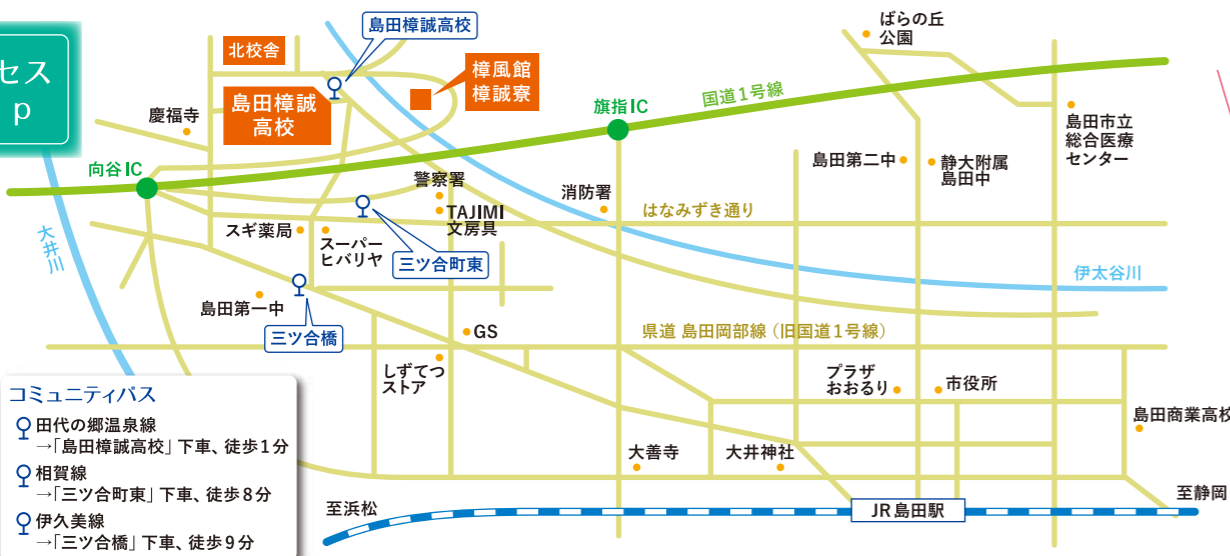 セス
p
北校舎
島田樟誠高校
島田樟誠
高校
樟風館
樟誠寮
ばらの丘
公園
国道1号線
旗指IC
慶福寺
向谷IC
島田市立
総合医療
センター
島田第二中
静大附属
島田中
警察署
TAJIMI
文房具
消防署
はなみずき通り
大井川
スギ薬局
スーパー
ヒバリヤ
三ツ合町東
伊太谷川
島田第一中
三ツ合橋
GS
県道 島田岡部線（旧国道1号線）
しずてつ
ストア
プラザ
おおるり
市役所
島田商業高校
コミュニティバス
田代の郷温泉線
→「島田樟誠高校」下車、徒歩1分
相賀線
→「三ツ合町東」下車、徒歩8分
伊久美線
→「三ツ合橋」下車、徒歩9分
大善寺
大井神社
至浜松
JR島田駅
至静岡